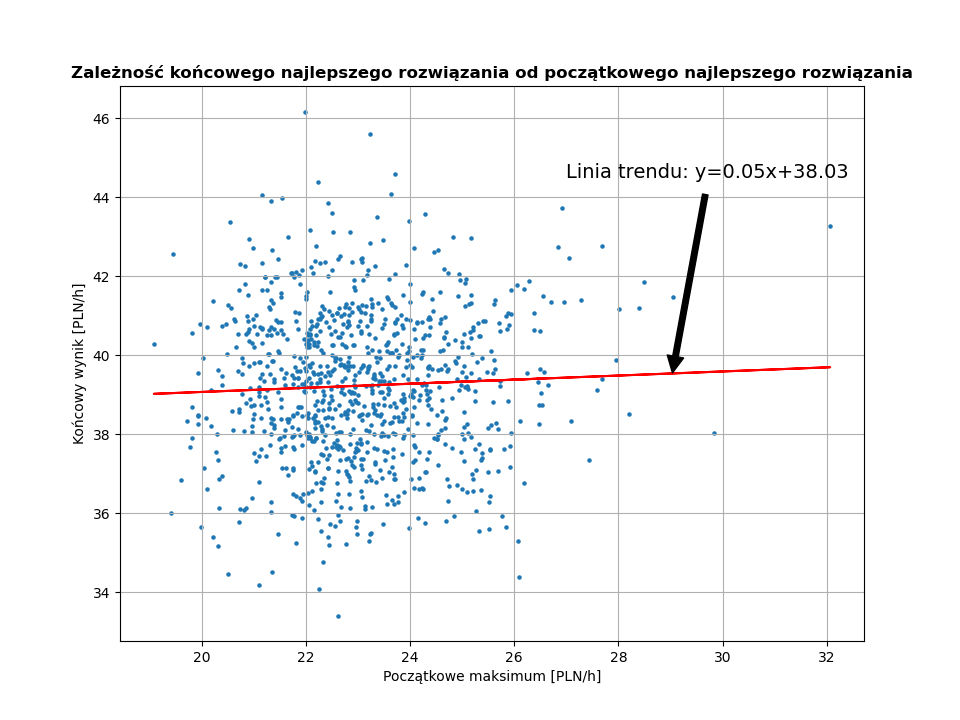 Zależność końcowego najlepszego rozwiązania od początkowego najlepszego rozwiązania
46
44
42
40
38
36
34
Końcowy wynik [PLN/h]
Linia trendu: y=0.05x+38.03
20 22 24 26 28 30 32
Początkowe maksimum [PLN/h]